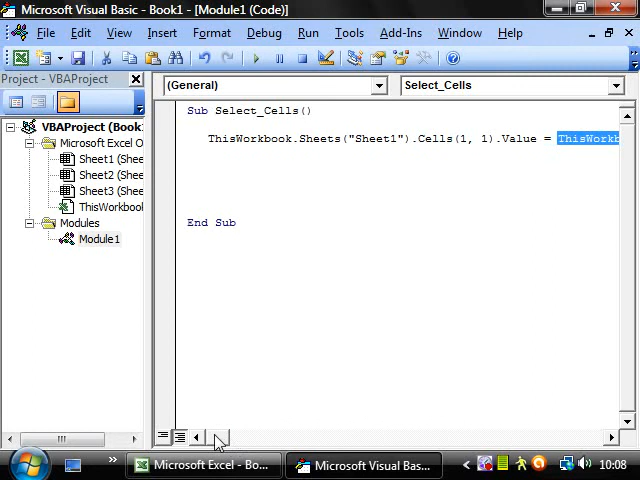 Microsoft Visual Basic - Book1 - [Module1 (Code)]
File Edit View Insert Format Debug Run Tools Add-Ins Window Help
Project - VBAProject
(General) Select_Cells
VBAProject (Book
Microsoft Excel O
Sheet1 (Shee
Sheet2 (Shee
Sheet3 (Shee
ThisWorkbook
Modules
Module1
Sub Select_Cells()
ThisWorkbook.Sheets("Sheet1").Cells(1, 1).Value = ThisWorkb
End Sub
Microsoft Excel - Bo... Microsoft Visual Bas... 10:08